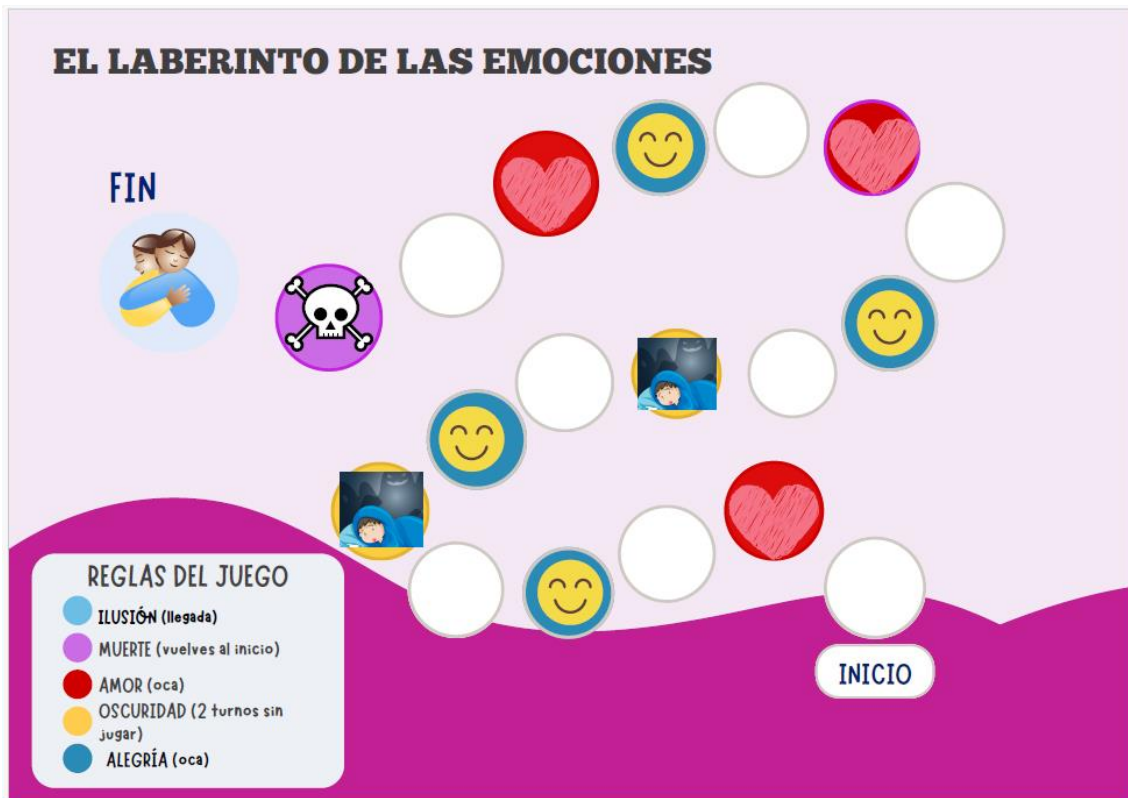 EL LABERINTO DE LAS EMOCIONES
FIN
REGLAS DEL JUEGO
ILUSIÓN (llegada)
MUERTE (vuelves al inicio)
AMOR (oca)
OSCURIDAD (2 turnos sin
jugar)
ALEGRÍA (oca)
INICIO